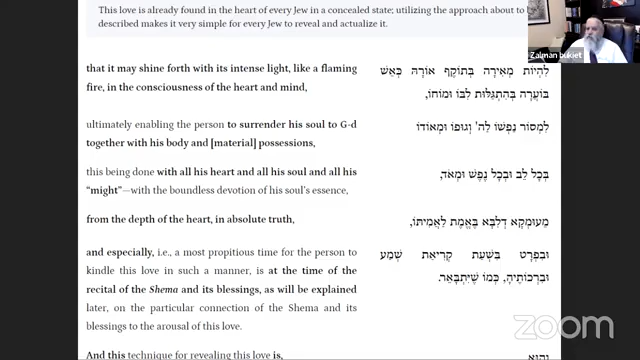 This love is already found in the heart of every Jew in a concealed state; utilizing the approach about to
described makes it very simple for every Jew to reveal and actualize it.
Zalman Bukiet
that it may shine forth with its intense light, like a flaming
fire, in the consciousness of the heart and mind,
לִהְיוֹת מְאִירָה בְּתוֹקֶף אוֹרָהּ כְּאֵשׁ
בּוֹעֲרָה בְּהִתְגַּלּוּת לִבּוֹ וּמוֹחוֹ,
ultimately enabling the person to surrender his soul to G-d
together with his body and [material] possessions,
לִמְסוֹר נַפְשׁוֹ לַה' וְגוּפוֹ וּמְאוֹדוֹ
this being done with all his heart and all his soul and all his
“might”—with the boundless devotion of his soul’s essence,
בְּכָל לֵב וּבְכָל נֶפֶשׁ וּמְאֹד,
from the depth of the heart, in absolute truth,
מֵעוּמְקָא דְלִבָּא בֶּאֱמֶת לַאֲמִיתּוֹ,
and especially, i.e., a most propitious time for the person to
kindle this love in such a manner, is at the time of the
recital of the Shema and its blessings, as will be explained
later, on the particular connection of the Shema and its
blessings to the arousal of this love.
וּבִפְרָט בִּשְׁעַת קְרִיאַת שְׁמַע
וּבִרְכוֹתֶיהָ, כְּמוֹ שֶׁיִּתְבָּאֵר.
And this technique for revealing this love is,
וְהוּא
zoom